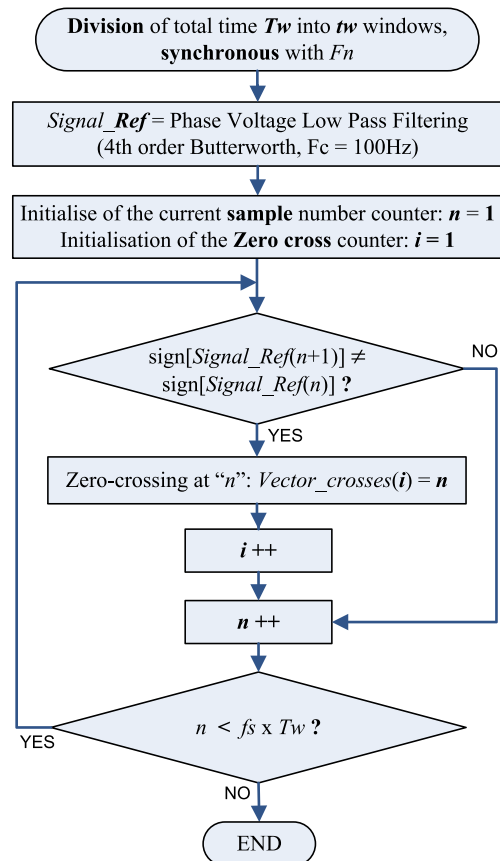 Division of total time Tw into tw windows,
synchronous with Fn
Signal_Ref = Phase Voltage Low Pass Filtering
(4th order Butterworth, Fc = 100Hz)
Initialise of the current sample number counter: n = 1
Initialisation of the Zero cross counter: i = 1
sign[Signal_Ref(n+1)] ≠
sign[Signal_Ref(n)] ?
NO
YES
Zero-crossing at “n”: Vector_crosses(i) = n
i ++
n ++
n < fs x Tw ?
YES
NO
END